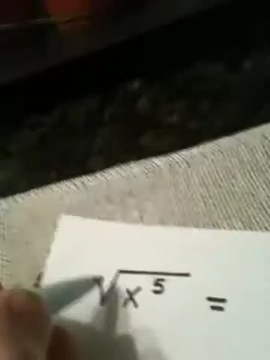 √x⁵ =